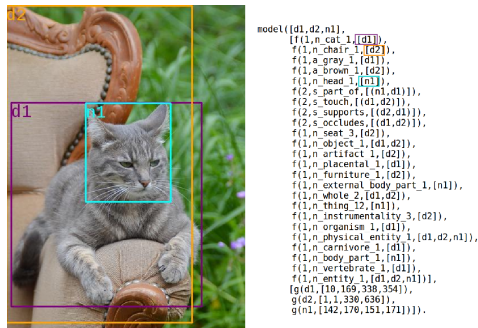 d2
d1
n1
model([d1,d2,n1],
[f(1,n_cat_1,[d1]),
f(1,n_chair_1,[d2]),
f(1,a_gray_1,[d1]),
f(1,a_brown_1,[d2]),
f(1,n_head_1,[n1]),
f(2,s_part_of,[(n1,d1)]),
f(2,s_touch,[(d1,d2)]),
f(2,s_supports,[(d2,d1)]),
f(2,s_occludes,[(d1,d2)]),
f(1,n_seat_3,[d2]),
f(1,n_object_1,[d1,d2]),
f(1,n_artifact_1,[d2]),
f(1,n_placental_1,[d1]),
f(1,n_furniture_1,[d2]),
f(1,n_external_body_part_1,[n1]),
f(1,n_whole_2,[d1,d2]),
f(1,n_thing_12,[n1]),
f(1,n_instrumentality_3,[d2]),
f(1,n_organism_1,[d1]),
f(1,n_physical_entity_1,[d1,d2,n1]),
f(1,n_carnivore_1,[d1]),
f(1,n_body_part_1,[n1]),
f(1,n_vertebrate_1,[d1]),
f(1,n_entity_1,[d1,d2,n1])],
[g(d1,[10,169,338,354]),
g(d2,[1,1,330,636]),
g(n1,[142,170,151,171])]).